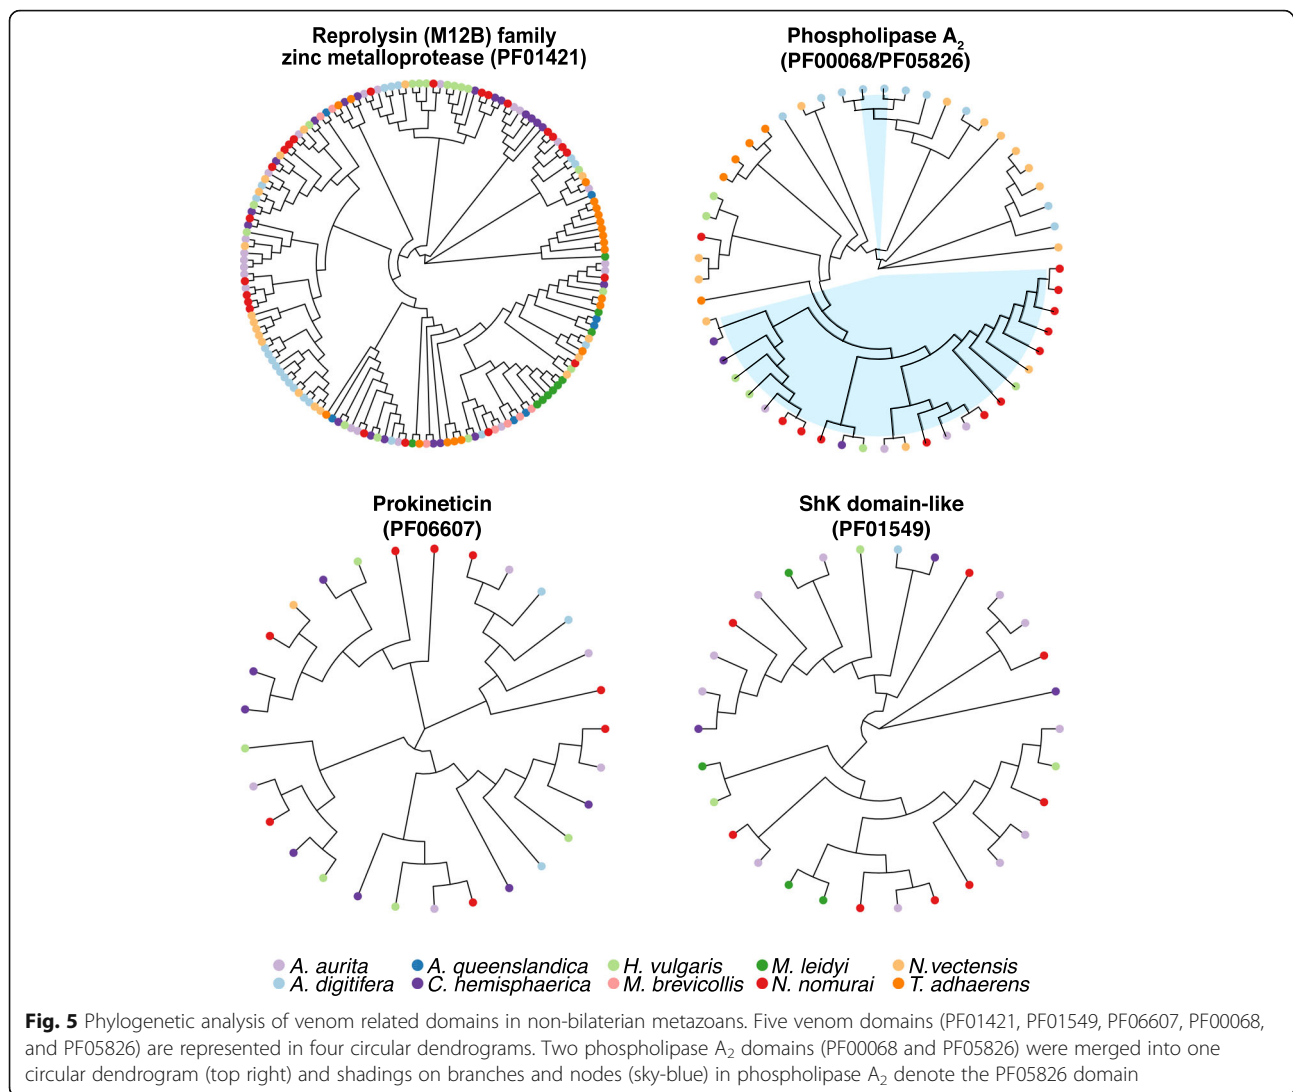 Reprolysin (M12B) family
zinc metalloprotease (PF01421)
Phospholipase A2
(PF00068/PF05826)
Prokineticin
(PF06607)
ShK domain-like
(PF01549)
A. aurita A. queenslandica H. vulgaris M. leidyi N.vectensis
A. digitifera C. hemisphaerica M. brevicollis N. nomurai T. adhaerens
Fig. 5 Phylogenetic analysis of venom related domains in non-bilaterian metazoans. Five venom domains (PF01421, PF01549, PF06607, PF00068,
and PF05826) are represented in four circular dendrograms. Two phospholipase A2 domains (PF00068 and PF05826) were merged into one
circular dendrogram (top right) and shadings on branches and nodes (sky-blue) in phospholipase A2 denote the PF05826 domain